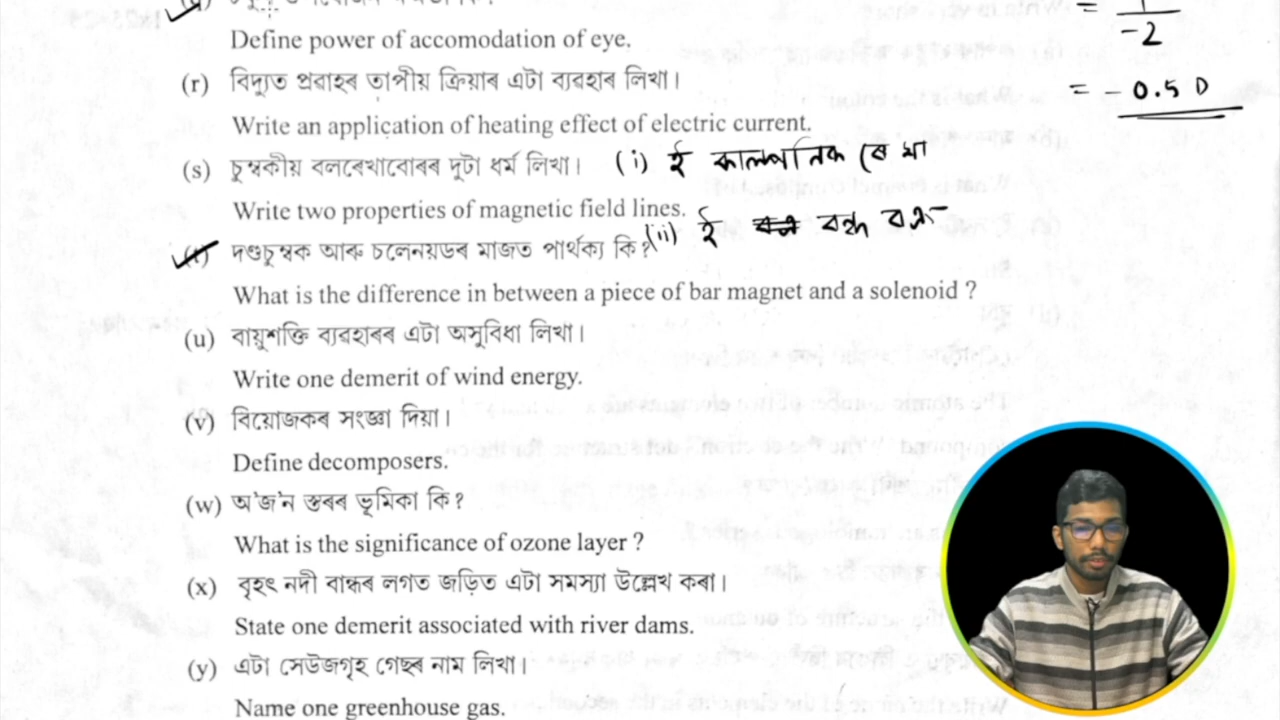 = 1
-2
Define power of accomodation of eye.
= - 0.5 D
(r) বিদ্যুত প্ৰৱাহৰ তাপীয় ক্ৰিয়াৰ এটা ব্যৱহাৰ লিখা।
Write an application of heating effect of electric current.
(s) চুম্বকীয় বলৰেখাবোৰৰ দুটা ধৰ্ম লিখা। (i) ই কাল্পনিক ৰেখা
Write two properties of magnetic field lines.
(ii) ই বন্ধ বক্ৰ
(t) দণ্ডচুম্বক আৰু চলেনয়ডৰ মাজত পাৰ্থক্য কি?
What is the difference in between a piece of bar magnet and a solenoid ?
(u) বায়ুশক্তি ব্যৱহাৰৰ এটা অসুবিধা লিখা।
Write one demerit of wind energy.
(v) বিয়োজকৰ সংজ্ঞা দিয়া।
Define decomposers.
(w) অ'জ'ন স্তৰৰ ভূমিকা কি?
What is the significance of ozone layer ?
(x) বৃহৎ নদী বান্ধৰ লগত জড়িত এটা সমস্যা উল্লেখ কৰা।
State one demerit associated with river dams.
(y) এটা সেউজগৃহ গেছৰ নাম লিখা।
Name one greenhouse gas.